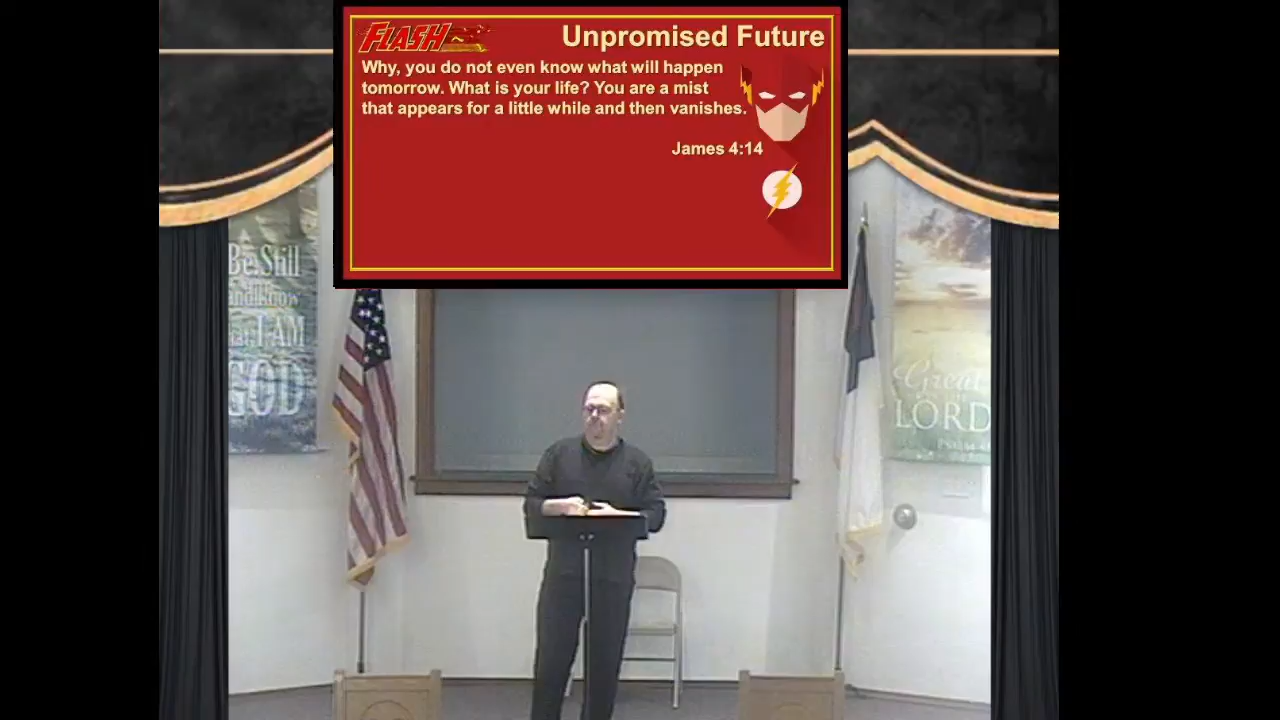 FLASH
Unpromised Future
Why, you do not even know what will happen
tomorrow. What is your life? You are a mist
that appears for a little while and then vanishes.
James 4:14
Be Still
and Know
I AM
GOD
Great
LORD